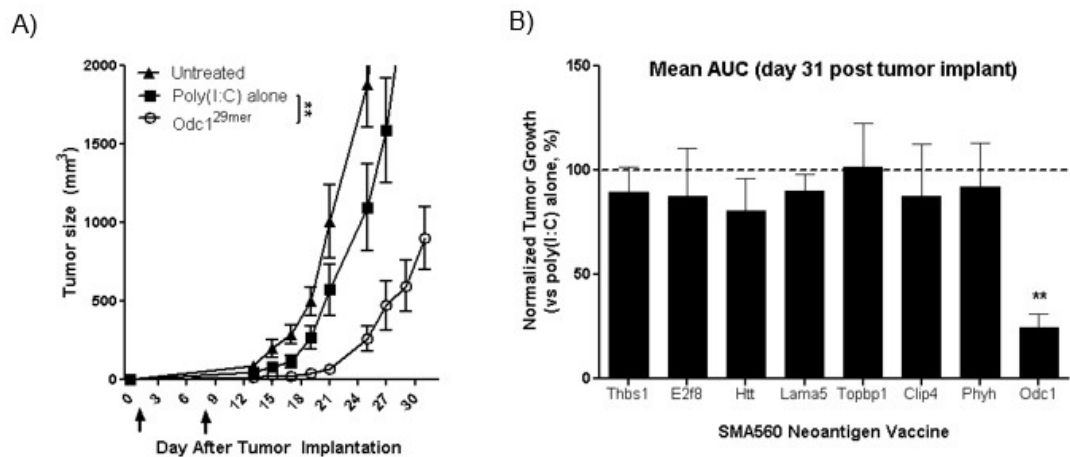 A)
Untreated
Poly(I:C) alone
Odc129mer
**
2000
1500
1000
500
0
Tumor size (mm3)
0 3 6 9 12 15 18 21 24 27 30
Day After Tumor Implantation
B)
Mean AUC (day 31 post tumor implant)
150
100
50
0
Normalized Tumor Growth
(vs poly(I:C) alone, %)
**
Thbs1 E2f8 Htt Lama5 Topbp1 Clip4 Phyh Odc1
SMA560 Neoantigen Vaccine